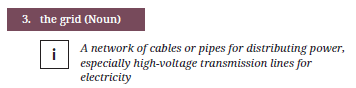 3. the grid (Noun)
i
A network of cables or pipes for distributing power,
especially high-voltage transmission lines for
electricity